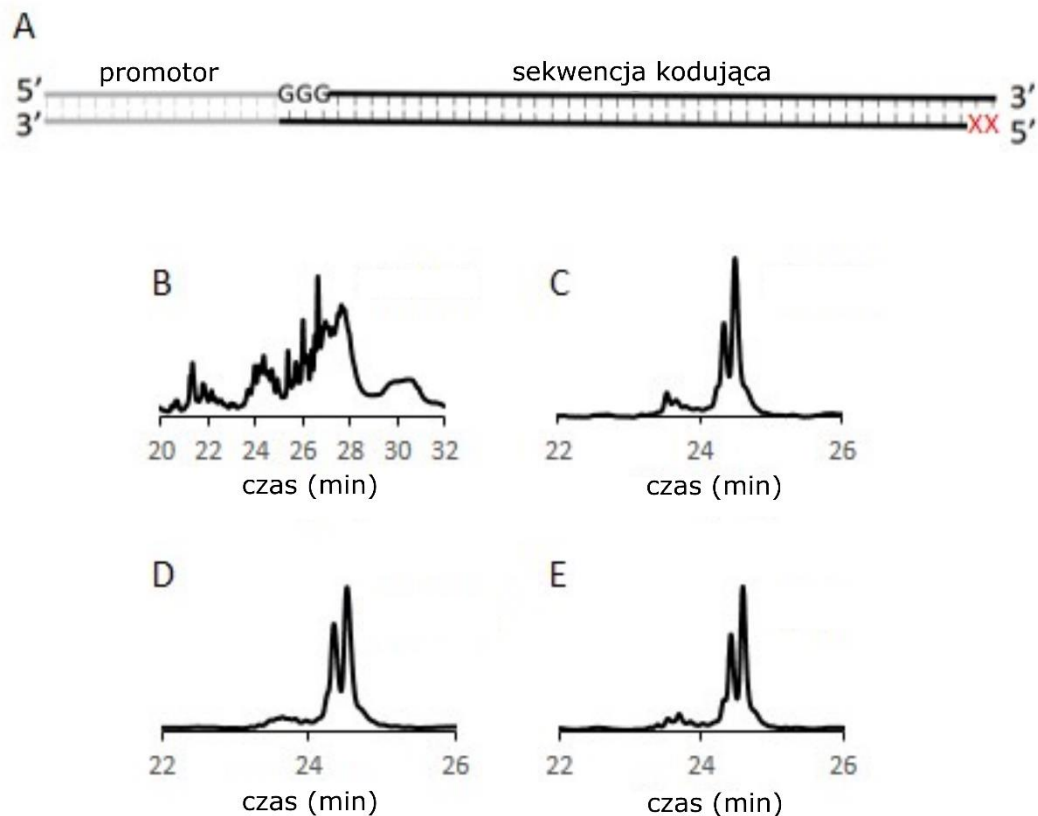 A
promotor sekwencja kodująca
5' GGG 3'
3' XX 5'
B
20 22 24 26 28 30 32
czas (min)
C
22 24 26
czas (min)
D
22 24 26
czas (min)
E
22 24 26
czas (min)